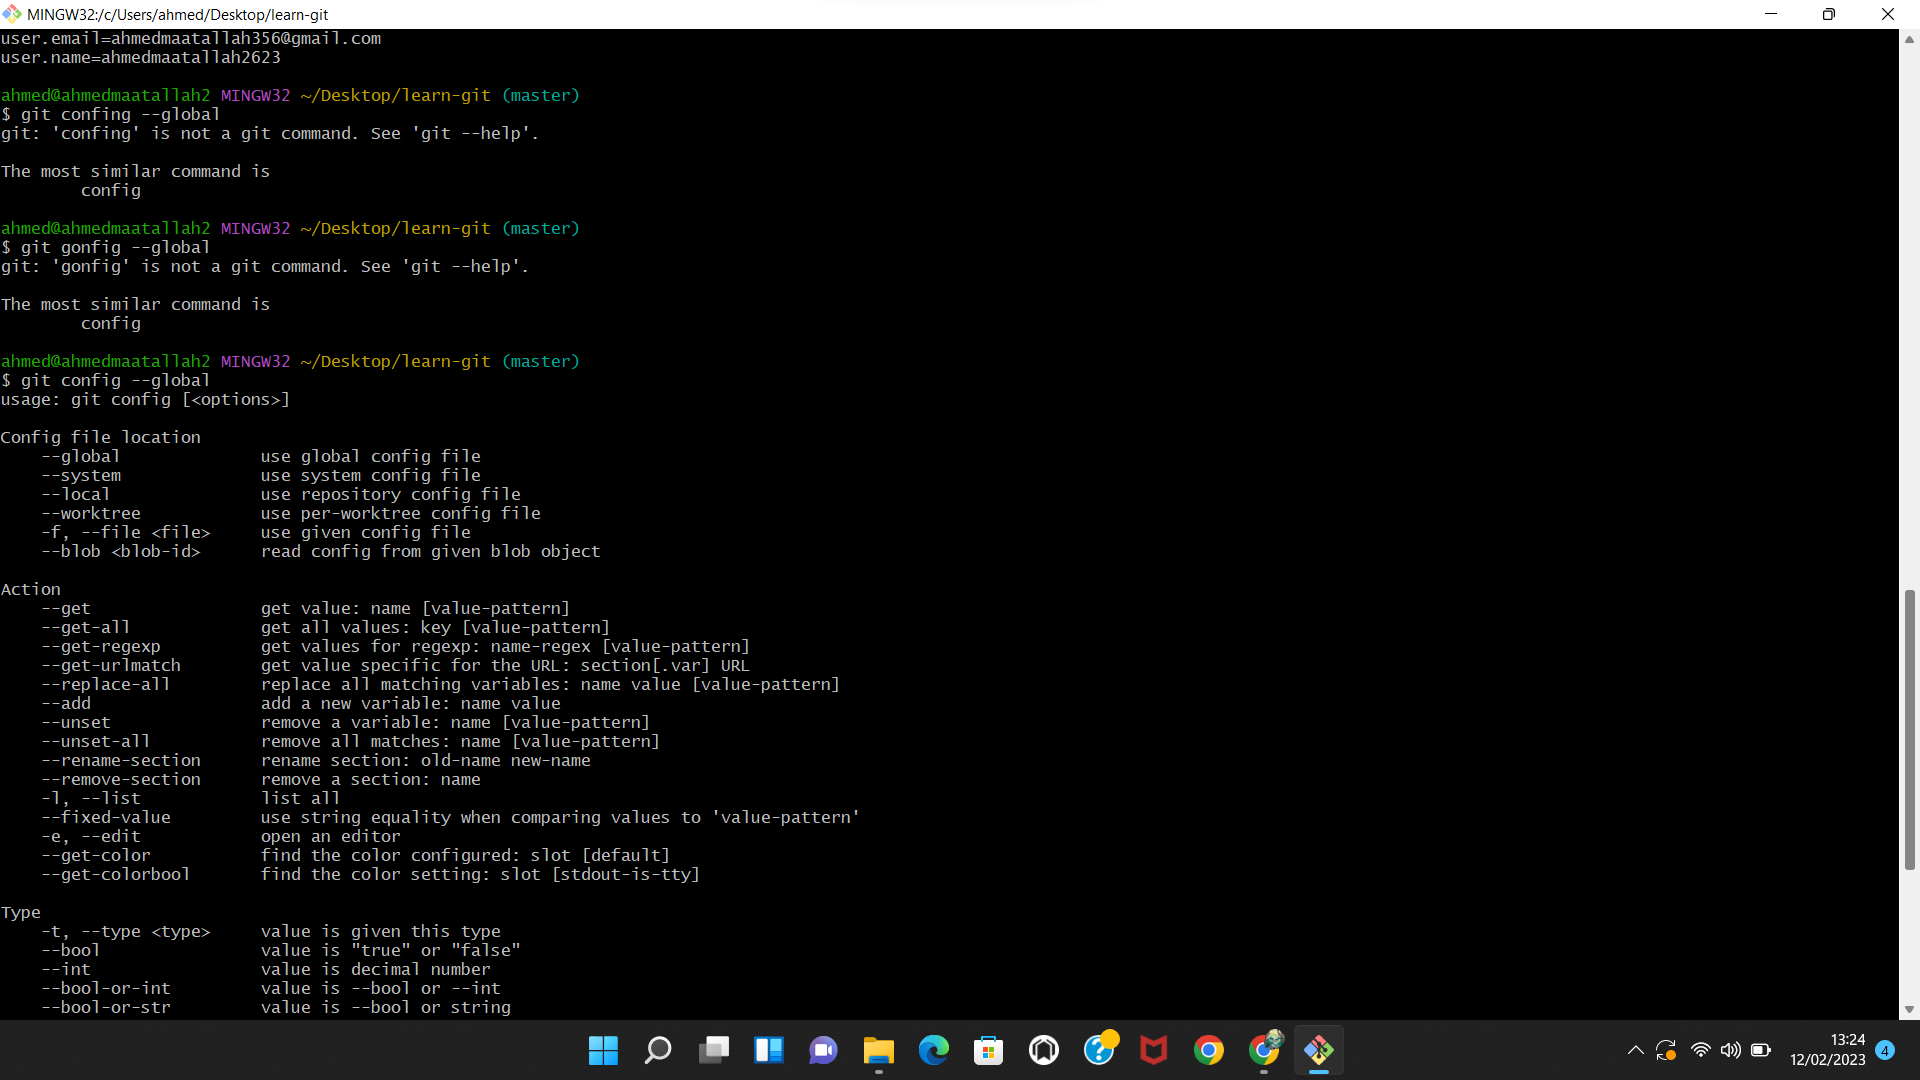 MINGW32:/c/Users/ahmed/Desktop/learn-git
user.email=ahmedmaatallah356@gmail.com
user.name=ahmedmaatallah2623
ahmed@ahmedmaatallah2 MINGW32 ~/Desktop/learn-git (master)
$ git confing --global
git: 'confing' is not a git command. See 'git --help'.
The most similar command is
config
ahmed@ahmedmaatallah2 MINGW32 ~/Desktop/learn-git (master)
$ git gonfig --global
git: 'gonfig' is not a git command. See 'git --help'.
The most similar command is
config
ahmed@ahmedmaatallah2 MINGW32 ~/Desktop/learn-git (master)
$ git config --global
usage: git config [<options>]
Config file location
--global use global config file
--system use system config file
--local use repository config file
--worktree use per-worktree config file
-f, --file <file> use given config file
--blob <blob-id> read config from given blob object
Action
--get get value: name [value-pattern]
--get-all get all values: key [value-pattern]
--get-regexp get values for regexp: name-regex [value-pattern]
--get-urlmatch get value specific for the URL: section[.var] URL
--replace-all replace all matching variables: name value [value-pattern]
--add add a new variable: name value
--unset remove a variable: name [value-pattern]
--unset-all remove all matches: name [value-pattern]
--rename-section rename section: old-name new-name
--remove-section remove a section: name
-l, --list list all
--fixed-value use string equality when comparing values to 'value-pattern'
-e, --edit open an editor
--get-color find the color configured: slot [default]
--get-colorbool find the color setting: slot [stdout-is-tty]
Type
-t, --type <type> value is given this type
--bool value is "true" or "false"
--int value is decimal number
--bool-or-int value is --bool or --int
--bool-or-str value is --bool or string
13:24
12/02/2023
4